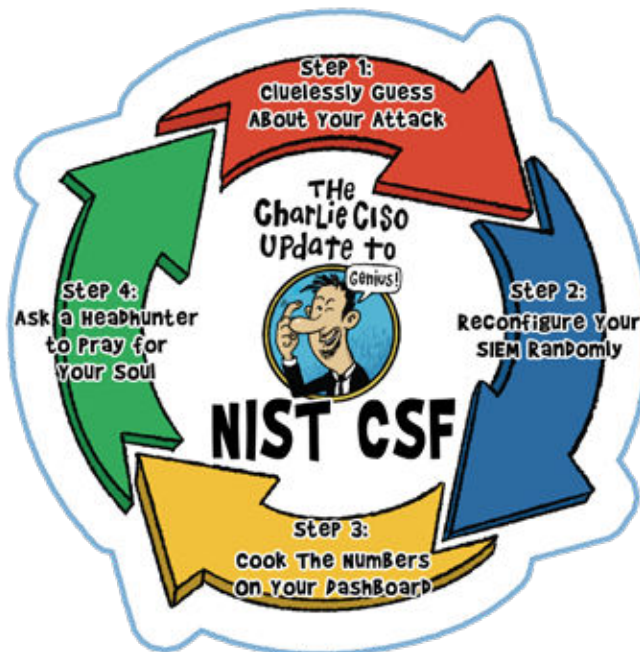 Step 1:
Cluelessly Guess
About Your Attack
The
Charlie CISO
Update to
Genius!
NIST CSF
Step 2:
Reconfigure Your
SIEM Randomly
Step 3:
Cook The Numbers
On Your Dashboard
Step 4:
Ask a Headhunter
to Pray for
Your Soul